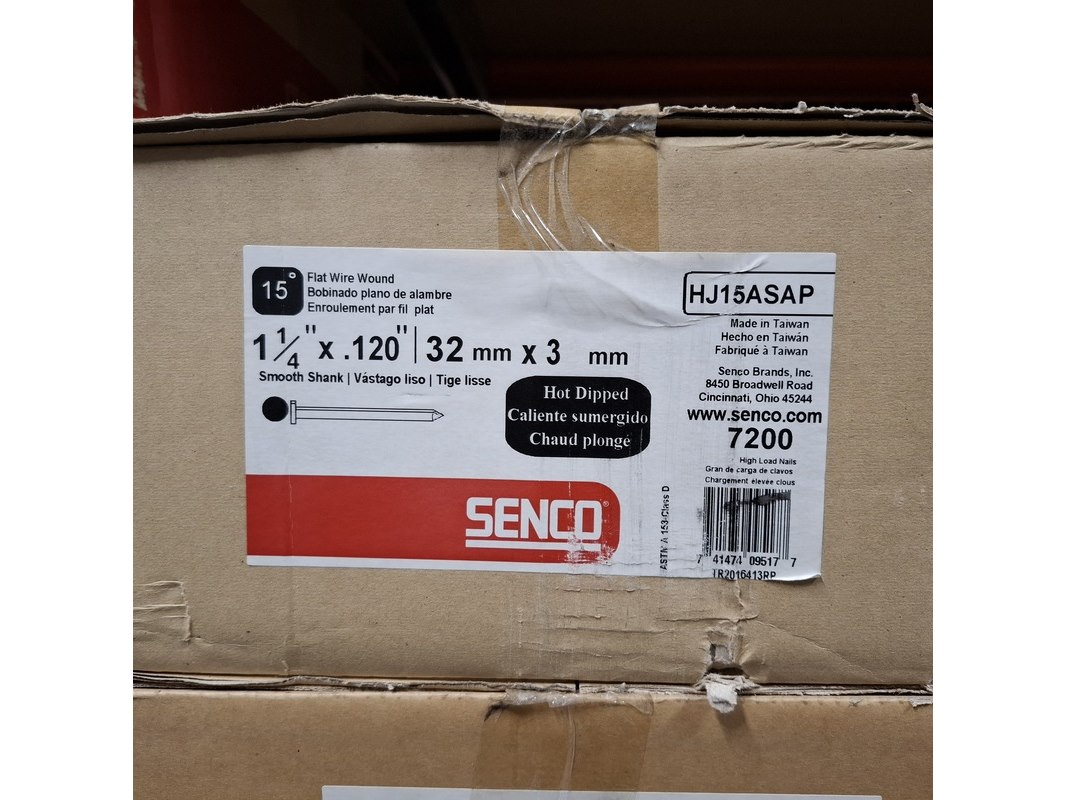 15°
Flat Wire Wound
Bobinado plano de alambre
Enroulement par fil plat
1 1/4" x .120" | 32 mm x 3 mm
Smooth Shank | Vástago liso | Tige lisse
Hot Dipped
Caliente sumergido
Chaud plonge
SENCO®
HJ15ASAP
Made in Taiwan
Hecho en Taiwán
Fabriqué à Taiwan
Senco Brands, Inc.
8450 Broadwell Road
Cincinnati, Ohio 45244
www.senco.com
7200
High Load Nails
Gran de carga de clavos
Chargement élevée clous
ASTM A 153-Class D
7 41474 09517 7
TR2016413RP